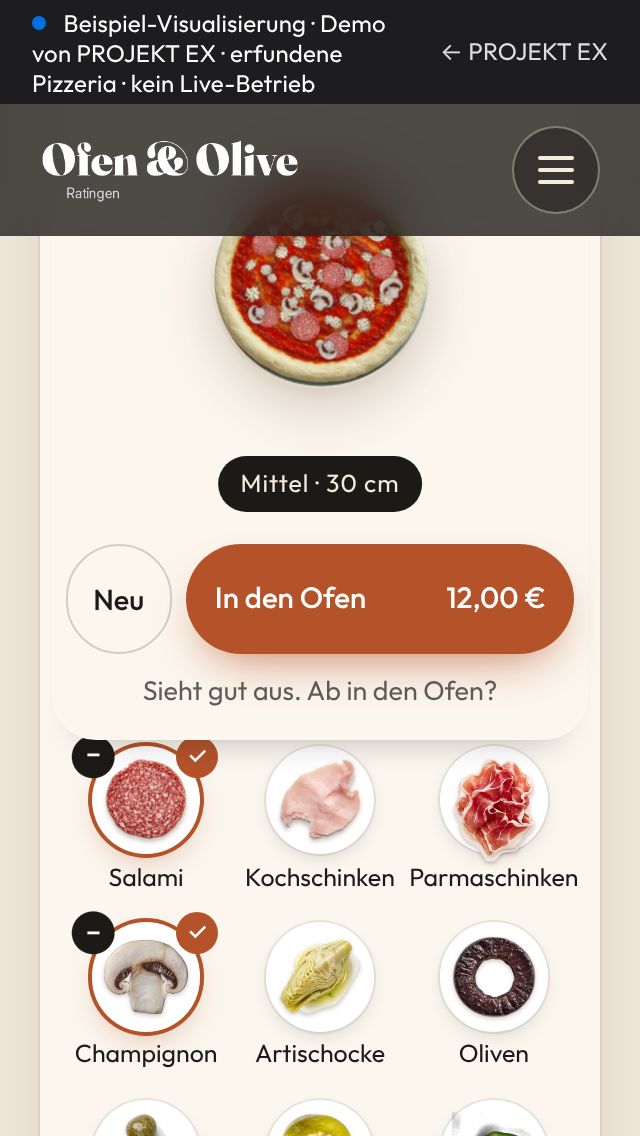 Beispiel-Visualisierung · Demo
von PROJEKT EX · erfundene
Pizzeria · kein Live-Betrieb
← PROJEKT EX
Ofen & Olive
Ratingen
Mittel · 30 cm
Neu
In den Ofen 12,00 €
Sieht gut aus. Ab in den Ofen?
Salami Kochschinken Parmaschinken
Champignon Artischocke Oliven